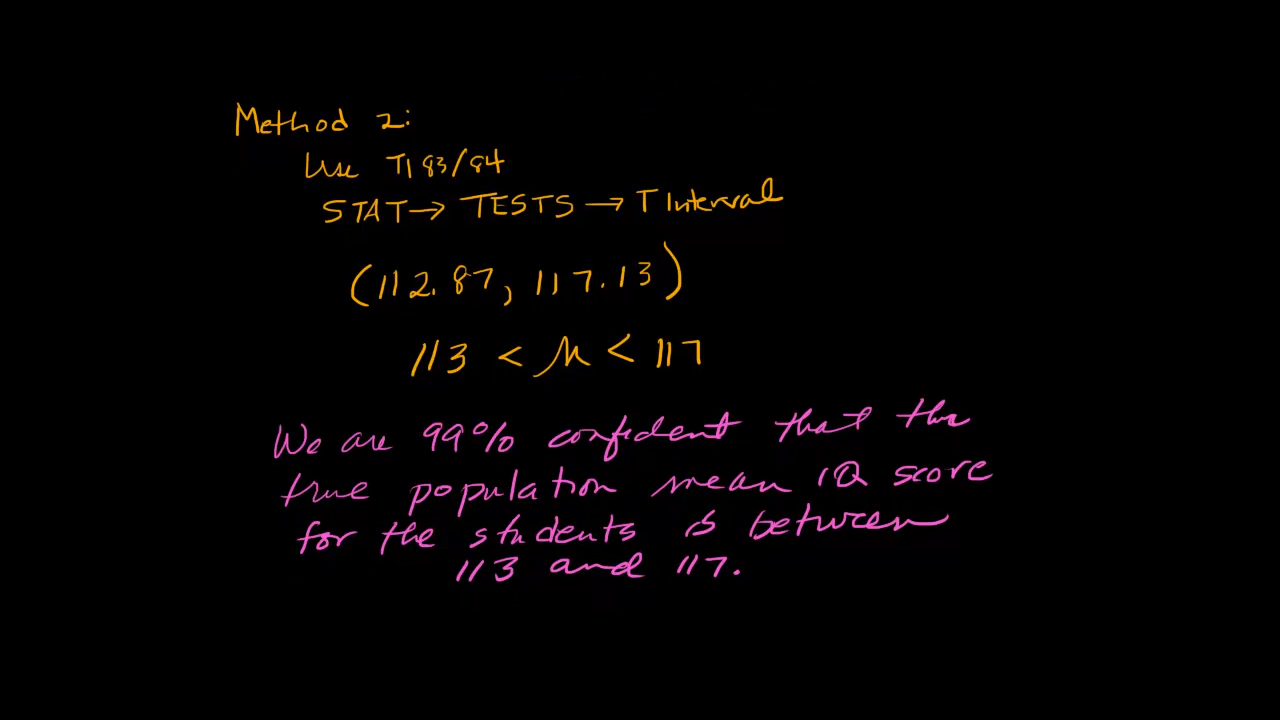 Method 2:
Use TI 83/84
STAT → TESTS → T Interval
(112.87, 117.13)
113 < μ < 117
We are 99% confident that the
true population mean IQ score
for the students is between
113 and 117.